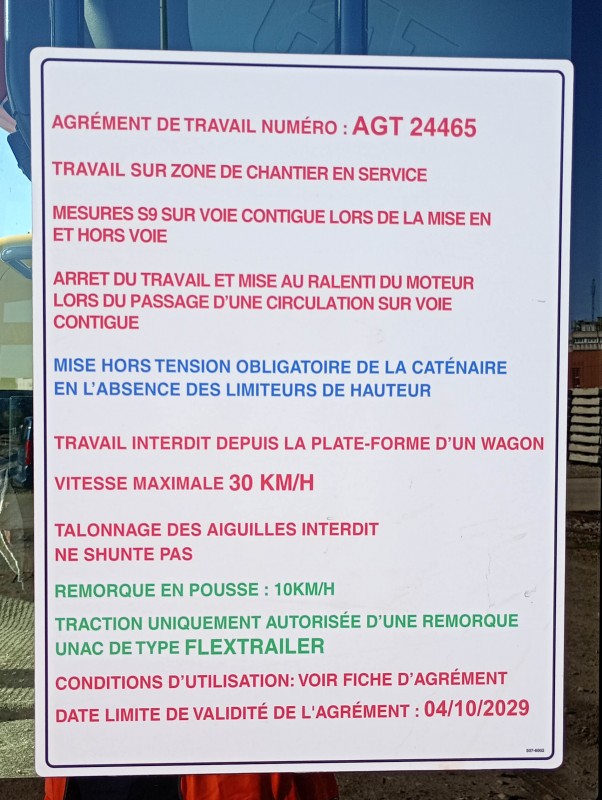 AGRÉMENT DE TRAVAIL NUMÉRO : AGT 24465
TRAVAIL SUR ZONE DE CHANTIER EN SERVICE
MESURES S9 SUR VOIE CONTIGUE LORS DE LA MISE EN
ET HORS VOIE
ARRET DU TRAVAIL ET MISE AU RALENTI DU MOTEUR
LORS DU PASSAGE D'UNE CIRCULATION SUR VOIE
CONTIGUE
MISE HORS TENSION OBLIGATOIRE DE LA CATÉNAIRE
EN L'ABSENCE DES LIMITEURS DE HAUTEUR
TRAVAIL INTERDIT DEPUIS LA PLATE-FORME D'UN WAGON
VITESSE MAXIMALE 30 KM/H
TALONNAGE DES AIGUILLES INTERDIT
NE SHUNTE PAS
REMORQUE EN POUSSE : 10KM/H
TRACTION UNIQUEMENT AUTORISÉE D'UNE REMORQUE
UNAC DE TYPE FLEXTRAILER
CONDITIONS D'UTILISATION: VOIR FICHE D'AGRÉMENT
DATE LIMITE DE VALIDITÉ DE L'AGRÉMENT : 04/10/2029